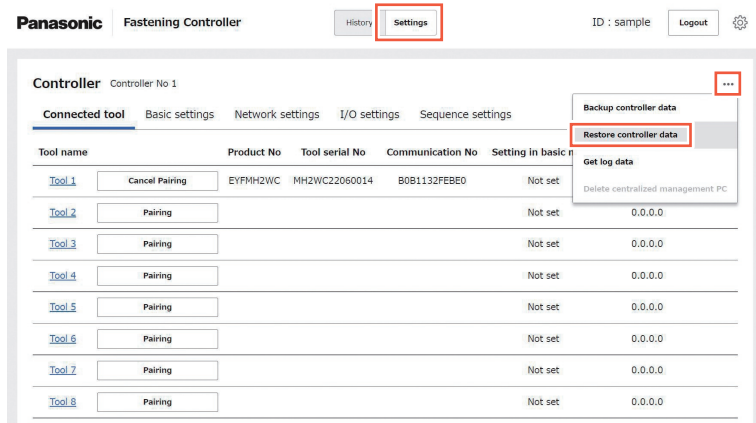 Panasonic Fastening Controller History Settings ID : sample Logout
Controller Controller No 1 ...
Connected tool Basic settings Network settings I/O settings Sequence settings
Backup controller data
Restore controller data
Get log data
Delete centralized management PC
Tool name Product No Tool serial No Communication No Setting in basic n
Tool 1 Cancel Pairing EYFMH2WC MH2WC22060014 B0B1132FEBE0 Not set
Tool 2 Pairing Not set 0.0.0.0
Tool 3 Pairing Not set 0.0.0.0
Tool 4 Pairing Not set 0.0.0.0
Tool 5 Pairing Not set 0.0.0.0
Tool 6 Pairing Not set 0.0.0.0
Tool 7 Pairing Not set 0.0.0.0
Tool 8 Pairing Not set 0.0.0.0